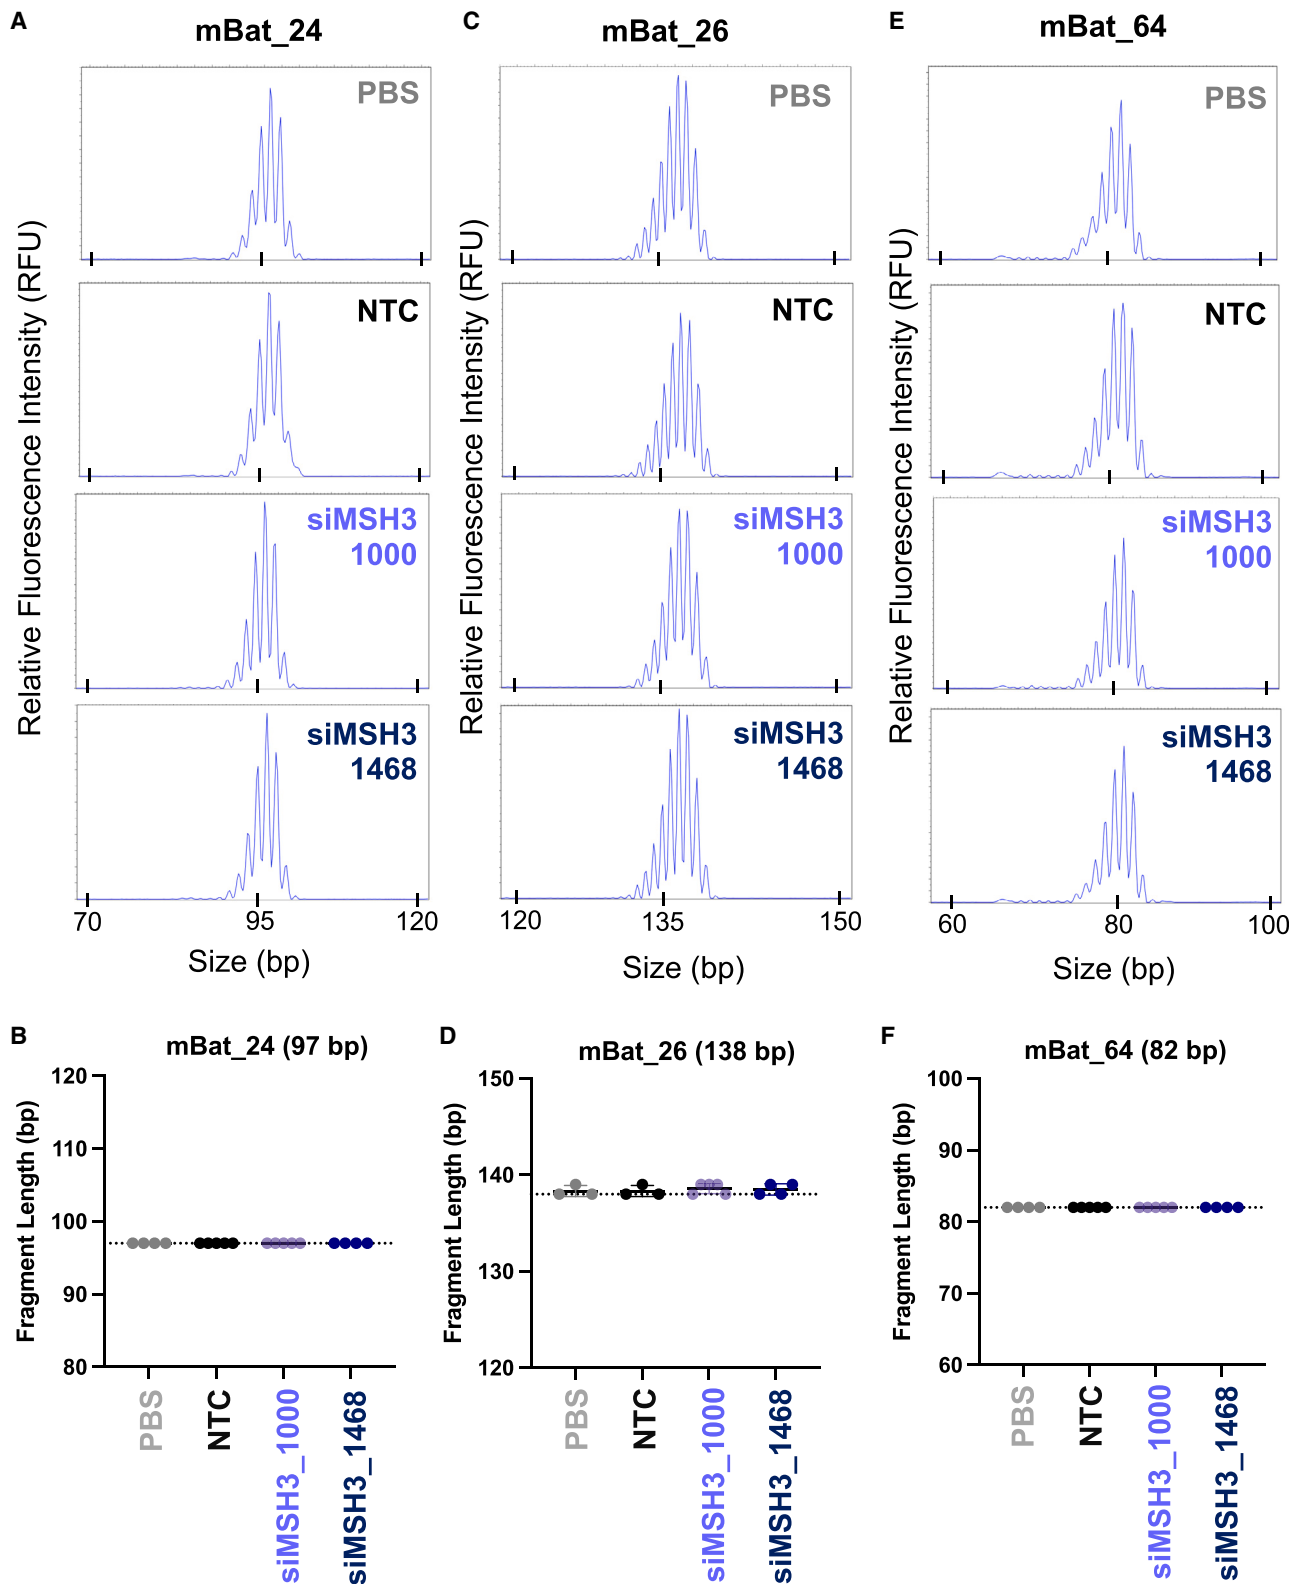 A
mBat_24
Relative Fluorescence Intensity (RFU)
PBS
NTC
siMSH3
1000
siMSH3
1468
70 95 120
Size (bp)
C
mBat_26
Relative Fluorescence Intensity (RFU)
PBS
NTC
siMSH3
1000
siMSH3
1468
120 135 150
Size (bp)
E
mBat_64
Relative Fluorescence Intensity (RFU)
PBS
NTC
siMSH3
1000
siMSH3
1468
60 80 100
Size (bp)
B
mBat_24 (97 bp)
Fragment Length (bp)
120
110
100
90
80
PBS
NTC
siMSH3_1000
siMSH3_1468
D
mBat_26 (138 bp)
Fragment Length (bp)
150
140
130
120
PBS
NTC
siMSH3_1000
siMSH3_1468
F
mBat_64 (82 bp)
Fragment Length (bp)
100
90
80
70
60
PBS
NTC
siMSH3_1000
siMSH3_1468